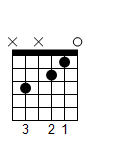 × × ○
3 2 1